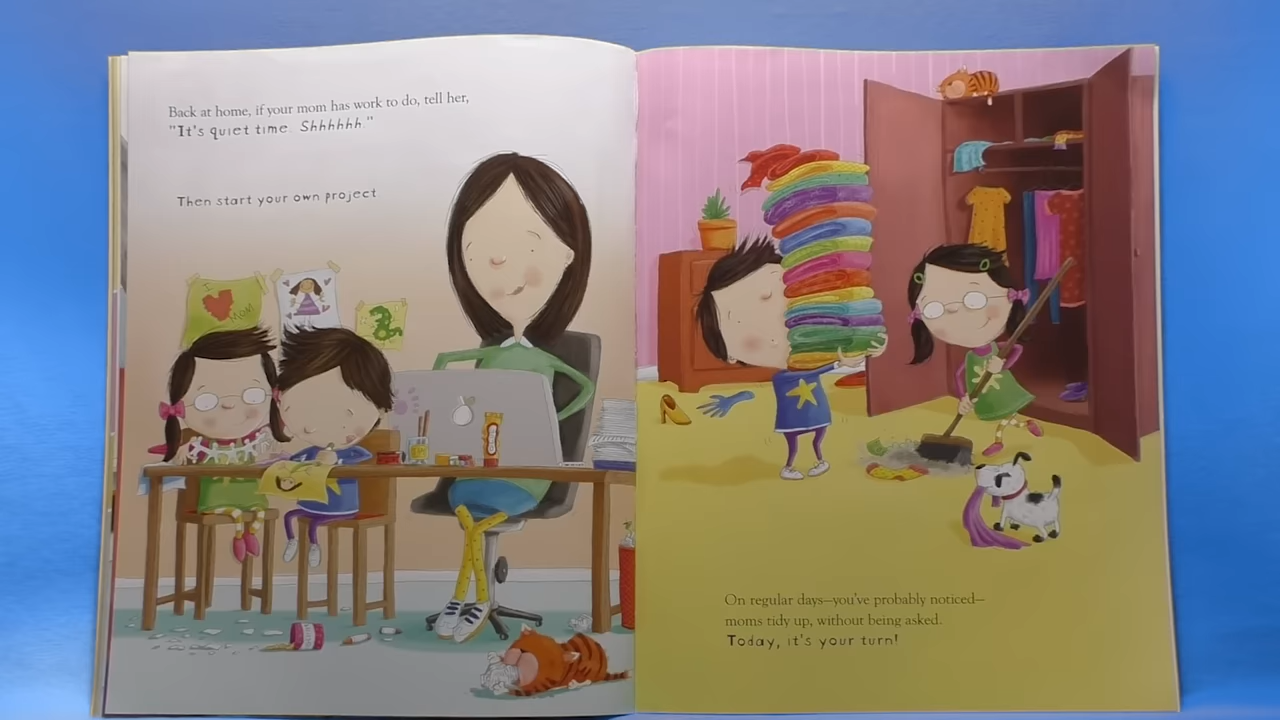 Back at home, if your mom has work to do, tell her,
"It's quiet time. Shhhhhh."
Then start your own project
I
MOM
On regular days—you've probably noticed—
moms tidy up, without being asked.
Today, it's your turn!